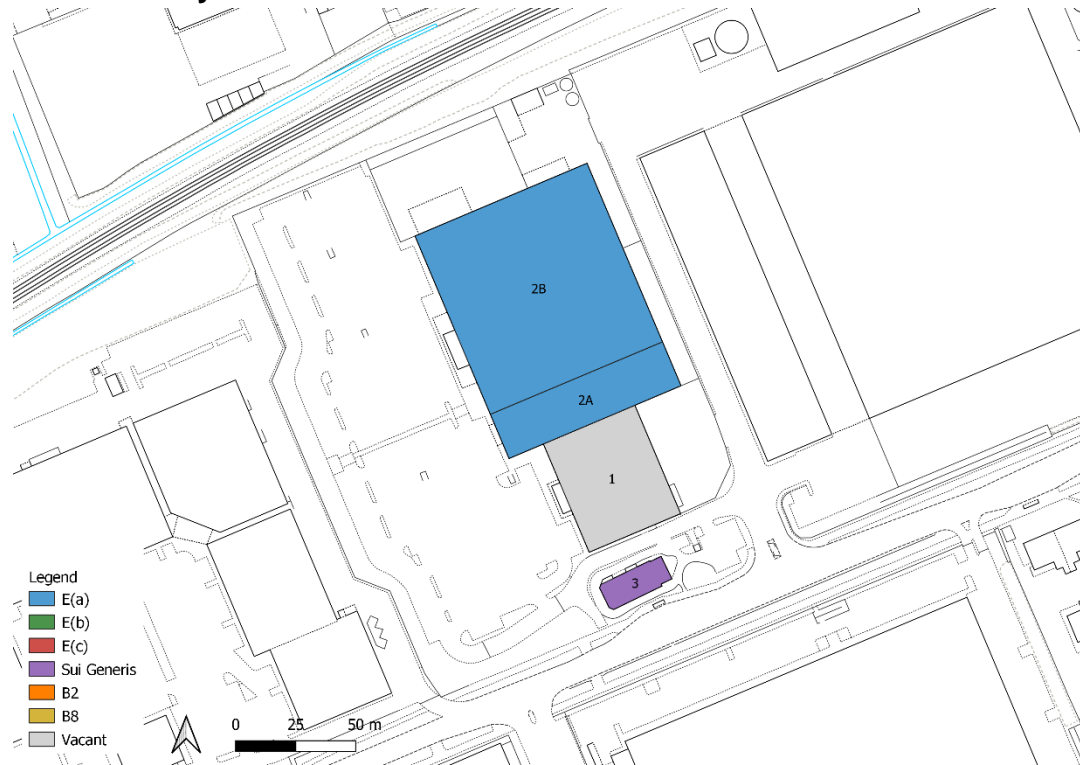 2B
2A
1
3
Legend
E(a)
E(b)
E(c)
Sui Generis
B2
B8
Vacant
0 25 50 m